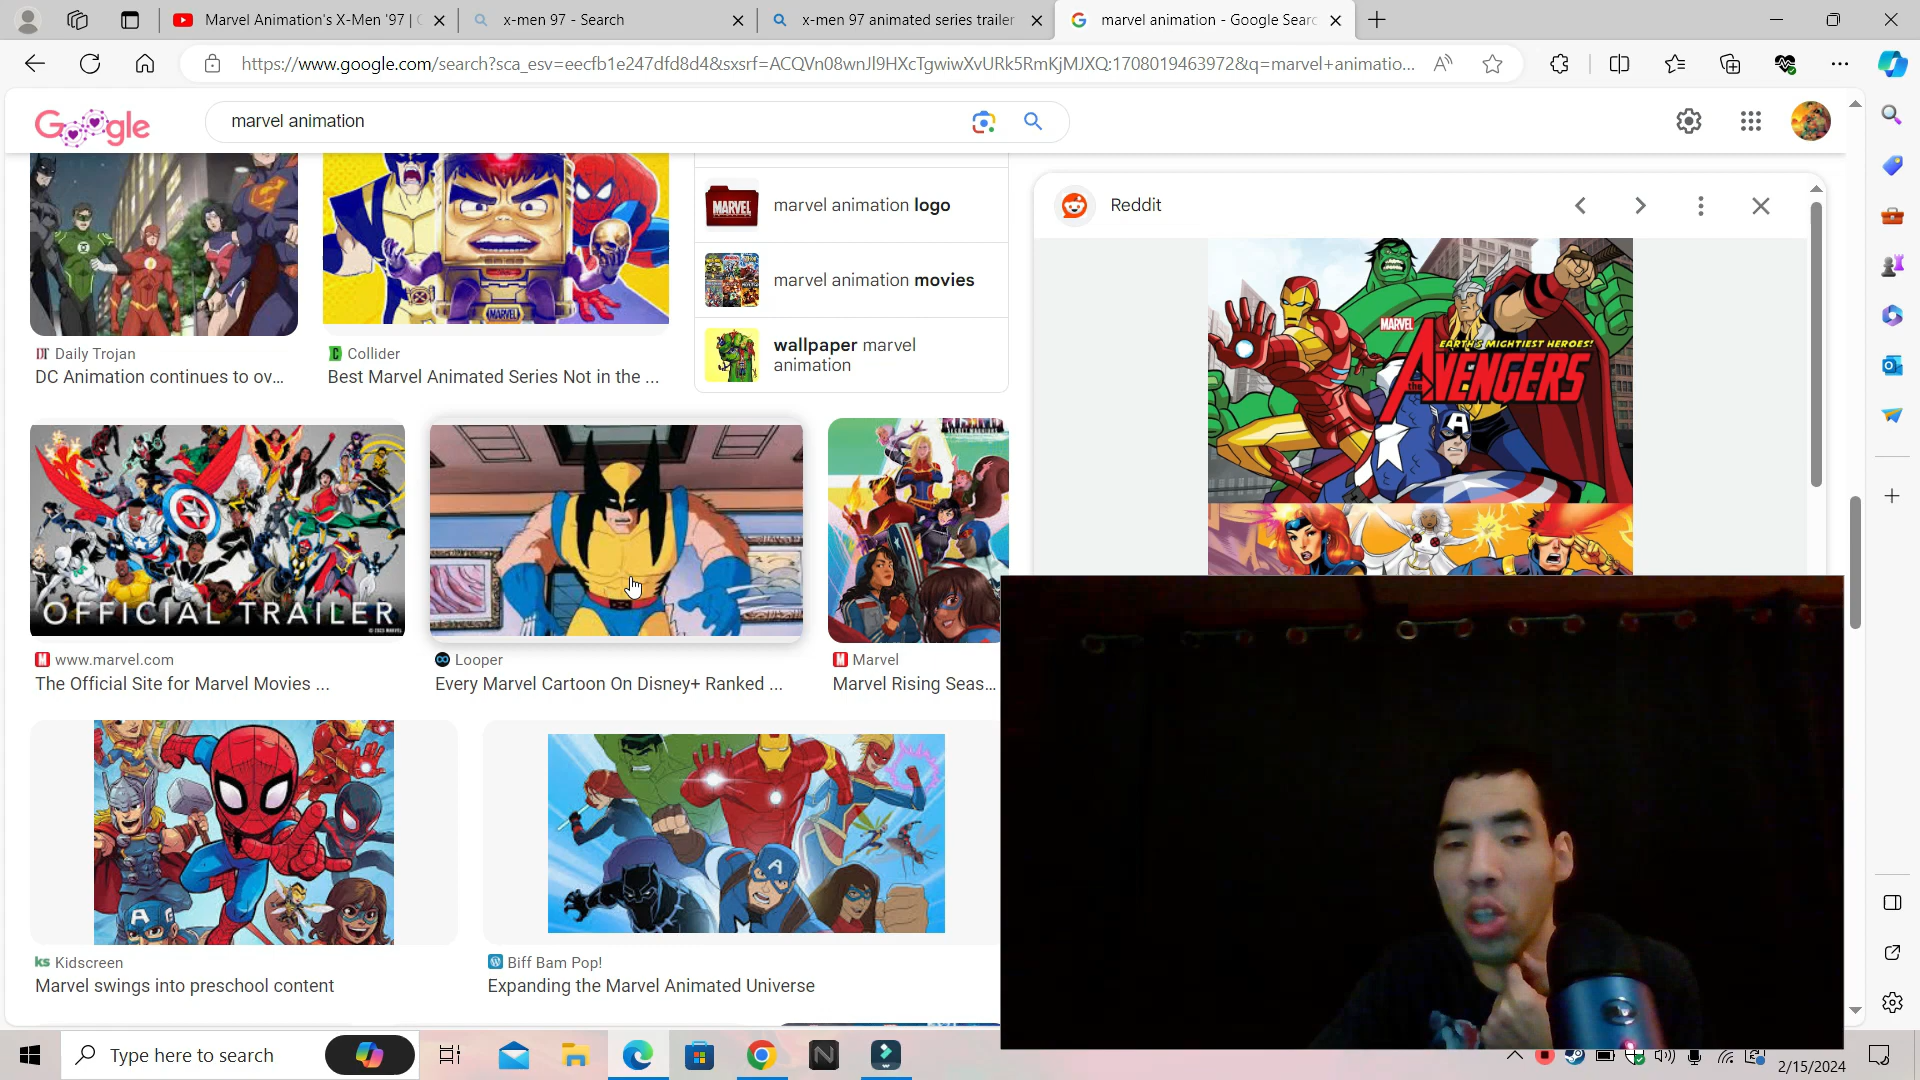 Marvel Animation's X-Men '97 |
x-men 97 - Search
x-men 97 animated series trailer
marvel animation - Google Searc
https://www.google.com/search?sca_esv=eecfb1e247dfd8d4&sxsrf=ACQVn08wnJl9HXcTgwiwXvURk5RmKjMJXQ:1708019463972&q=marvel+animatio...
Google
marvel animation
Daily Trojan
DC Animation continues to ov...
MARVEL
Collider
Best Marvel Animated Series Not in the ...
MARVEL
marvel animation logo
marvel animation movies
wallpaper marvel
animation
Reddit
MARVEL
EARTH'S MIGHTIEST HEROES!
the AVENGERS
OFFICIAL TRAILER
www.marvel.com
The Official Site for Marvel Movies ...
Looper
Every Marvel Cartoon On Disney+ Ranked ...
Marvel
Marvel Rising Seas...
ks Kidscreen
Marvel swings into preschool content
Biff Bam Pop!
Expanding the Marvel Animated Universe
Type here to search
2/15/2024